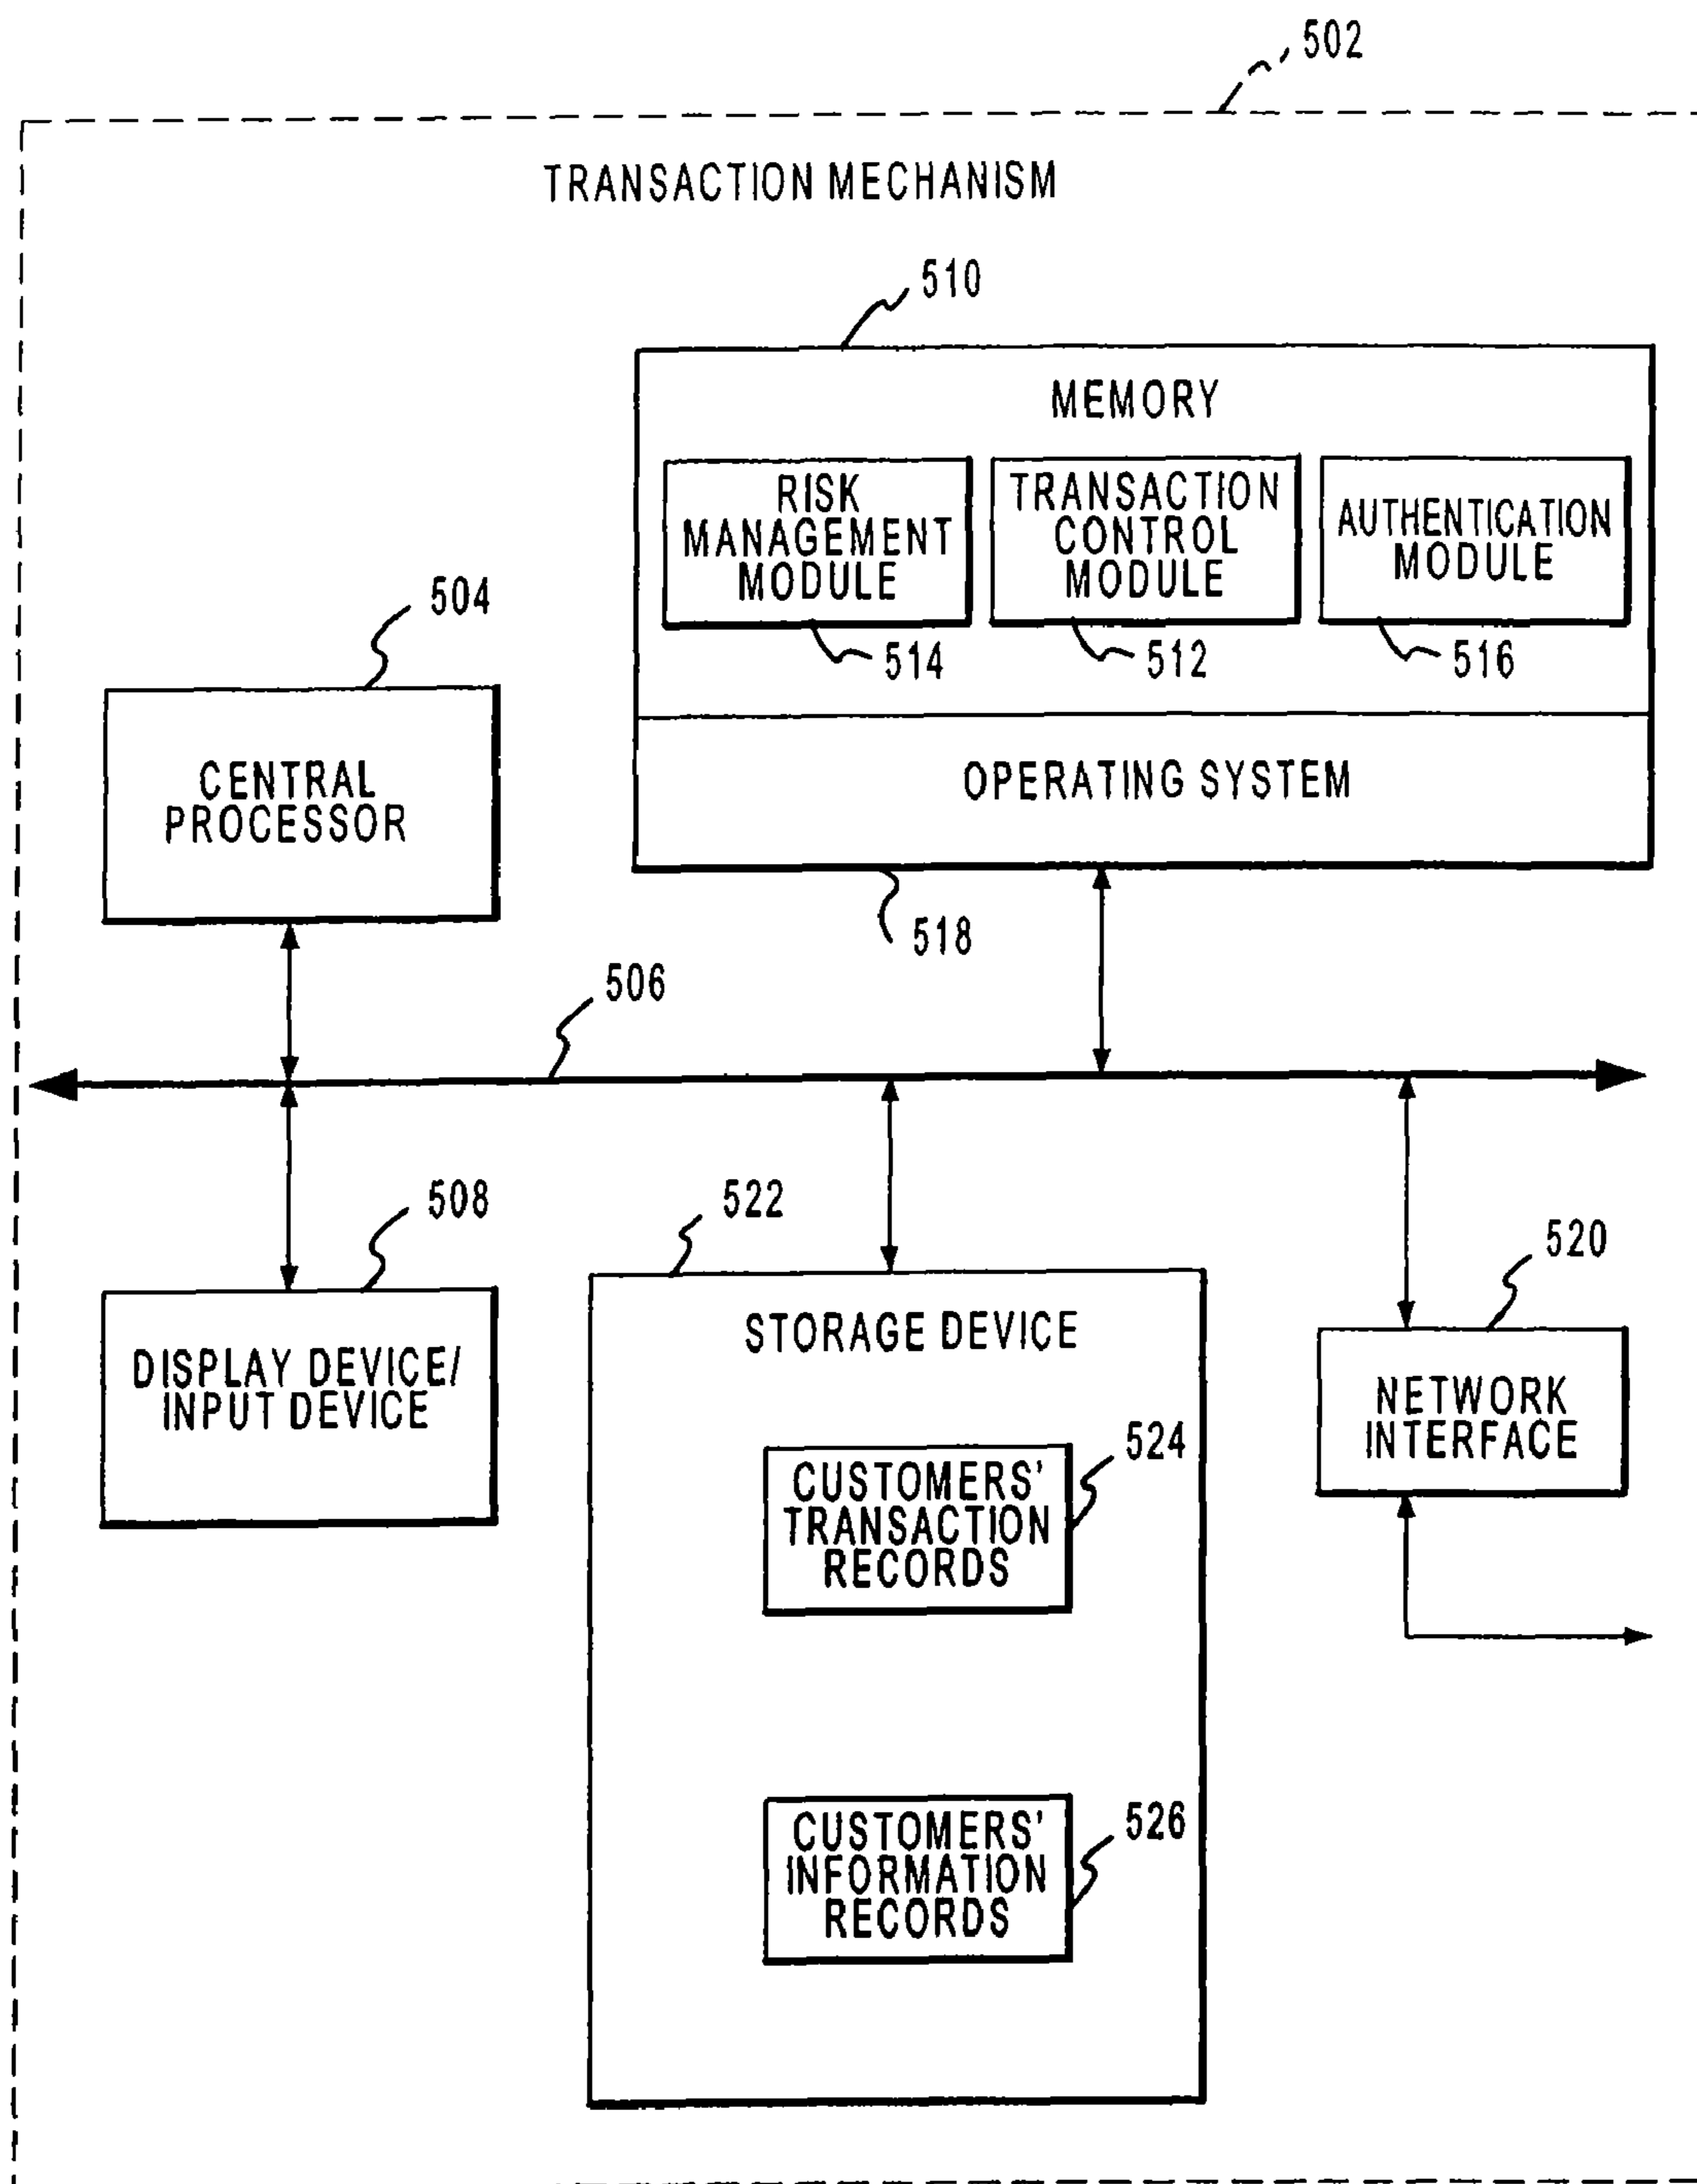 502
TRANSACTION MECHANISM
510
MEMORY
RISK
MANAGEMENT
MODULE
TRANSACTION
CONTROL
MODULE
AUTHENTICATION
MODULE
514
512
516
504
CENTRAL
PROCESSOR
OPERATING SYSTEM
518
506
508
DISPLAY DEVICE/
INPUT DEVICE
522
STORAGE DEVICE
524
CUSTOMERS'
TRANSACTION
RECORDS
526
CUSTOMERS'
INFORMATION
RECORDS
520
NETWORK
INTERFACE